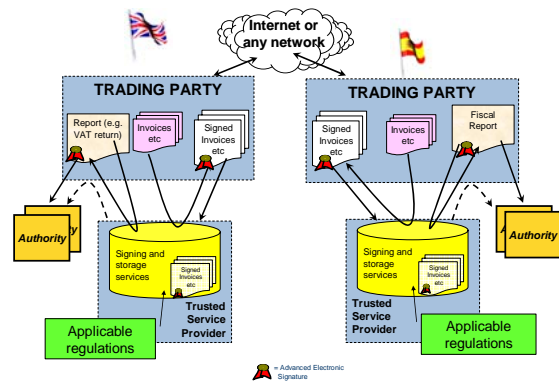 Internet or
any network
TRADING PARTY
Report (e.g.
VAT return)
Invoices
etc
Signed
Invoices
etc
TRADING PARTY
Signed
Invoices
etc
Invoices
etc
Fiscal
Report
Authority
Signing and
storage
services
Signed
Invoices
etc
Trusted
Service
Provider
Applicable
regulations
Signing and
storage
services
Signed
Invoices
etc
Trusted
Service
Provider
Applicable
regulations
Authority
= Advanced Electronic
Signature